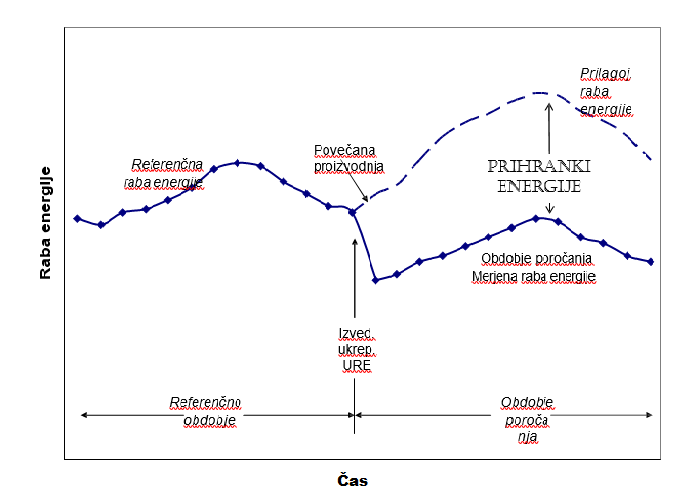 Prilagoj
raba
energije
Povečana
proizvodnja
Referenčna
raba energije
PRIHRANKI
ENERGIJE
Raba energije
Obdobje poročanja
Merjena raba energije
Izved,
ukrep,
URE
Referenčno
obdobje
Obdobje
poroča
nja
Čas